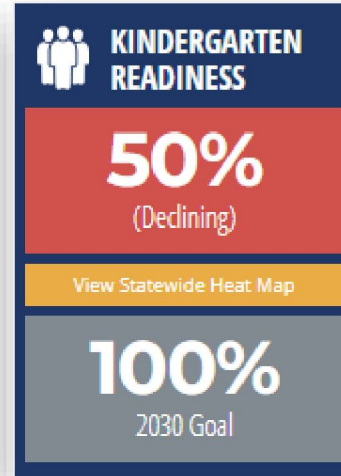 KINDERGARTEN
READINESS
50%
(Declining)
View Statewide Heat Map
100%
2030 Goal